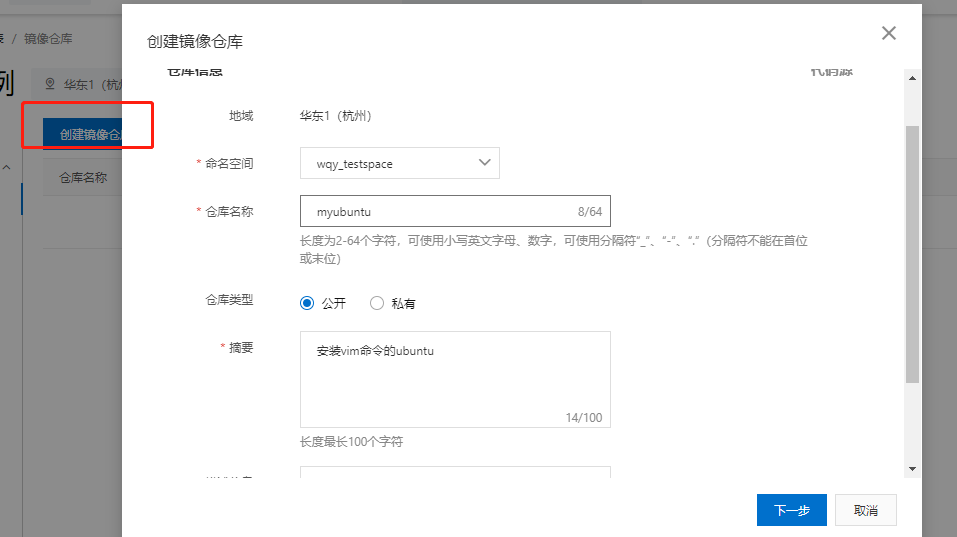 / 镜像仓库
例
华东1（杭
创建镜像仓
仓库名称
创建镜像仓库
仓库信息
代码源
地域
华东1（杭州）
* 命名空间
wqy_testspace
* 仓库名称
myubuntu
8/64
长度为2-64个字符，可使用小写英文字母、数字，可使用分隔符“_”、“-”、“.”（分隔符不能在首位
或末位）
仓库类型
公开
私有
* 摘要
安装vim命令的ubuntu
14/100
长度最长100个字符
下一步
取消